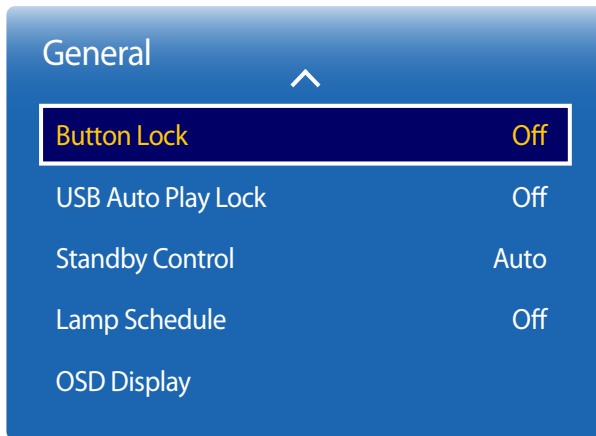 General
Button Lock Off
USB Auto Play Lock Off
Standby Control Auto
Lamp Schedule Off
OSD Display